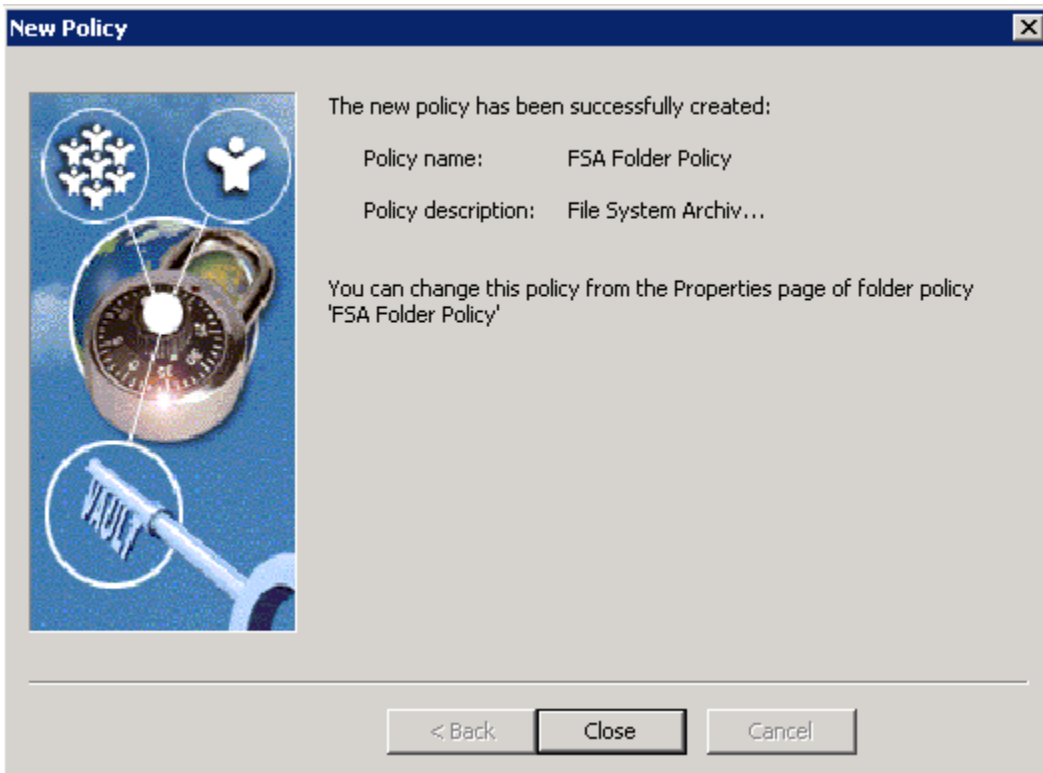 New Policy
The new policy has been successfully created:
Policy name: FSA Folder Policy
Policy description: File System Archiv...
You can change this policy from the Properties page of folder policy
'FSA Folder Policy'
VAULT
< Back Close Cancel